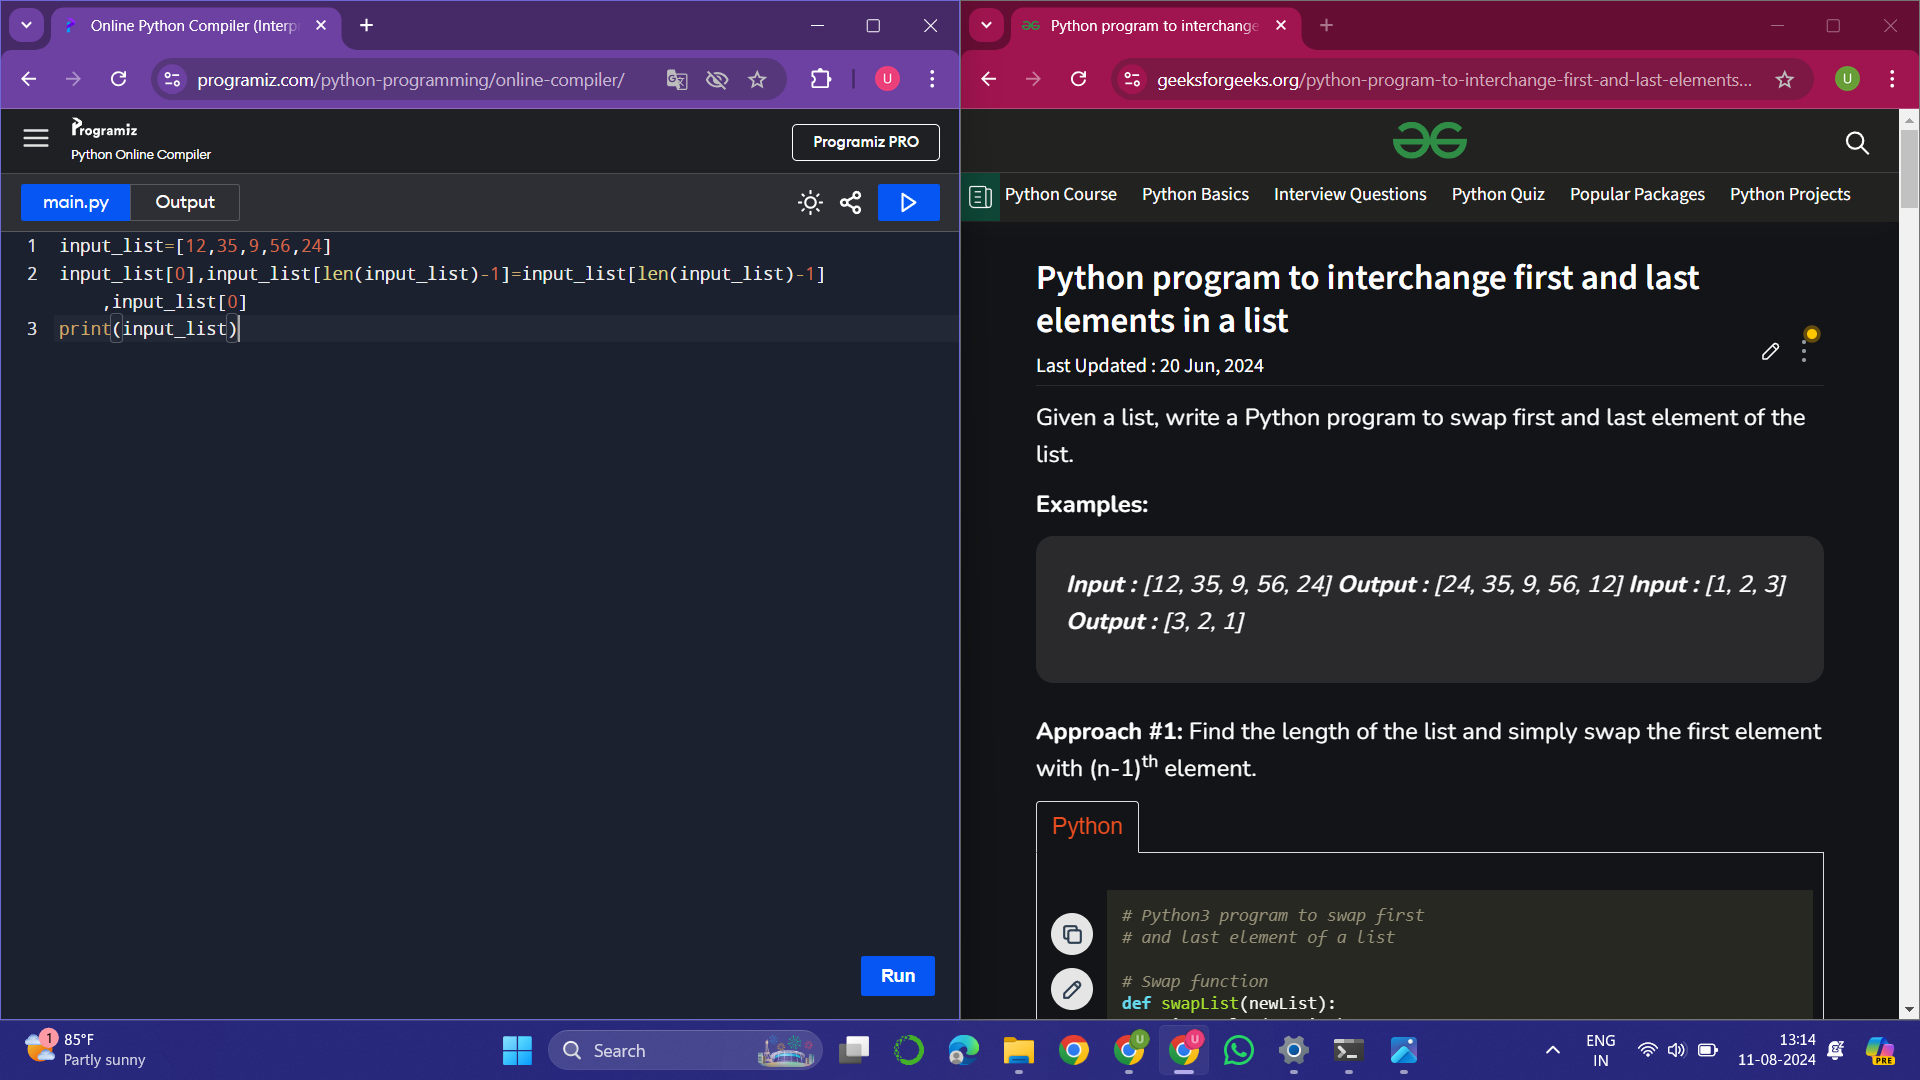 Online Python Compiler (Interp
programiz.com/python-programming/online-compiler/
U
Programiz
Python Online Compiler
Programiz PRO
main.py
Output
1 input_list=[12,35,9,56,24]
2 input_list[0],input_list[len(input_list)-1]=input_list[len(input_list)-1]
,input_list[0]
3 print(input_list)
Run
Python program to interchange
geeksforgeeks.org/python-program-to-interchange-first-and-last-elements...
U
Python Course Python Basics Interview Questions Python Quiz Popular Packages Python Projects
Python program to interchange first and last
elements in a list
Last Updated : 20 Jun, 2024
Given a list, write a Python program to swap first and last element of the
list.
Examples:
Input : [12, 35, 9, 56, 24] Output : [24, 35, 9, 56, 12] Input : [1, 2, 3]
Output : [3, 2, 1]
Approach #1: Find the length of the list and simply swap the first element
with (n-1)th element.
Python
# Python3 program to swap first
# and last element of a list
# Swap function
def swapList(newList):
1
85°F
Partly sunny
Search
U
U
ENG
IN
13:14
11-08-2024
PRE